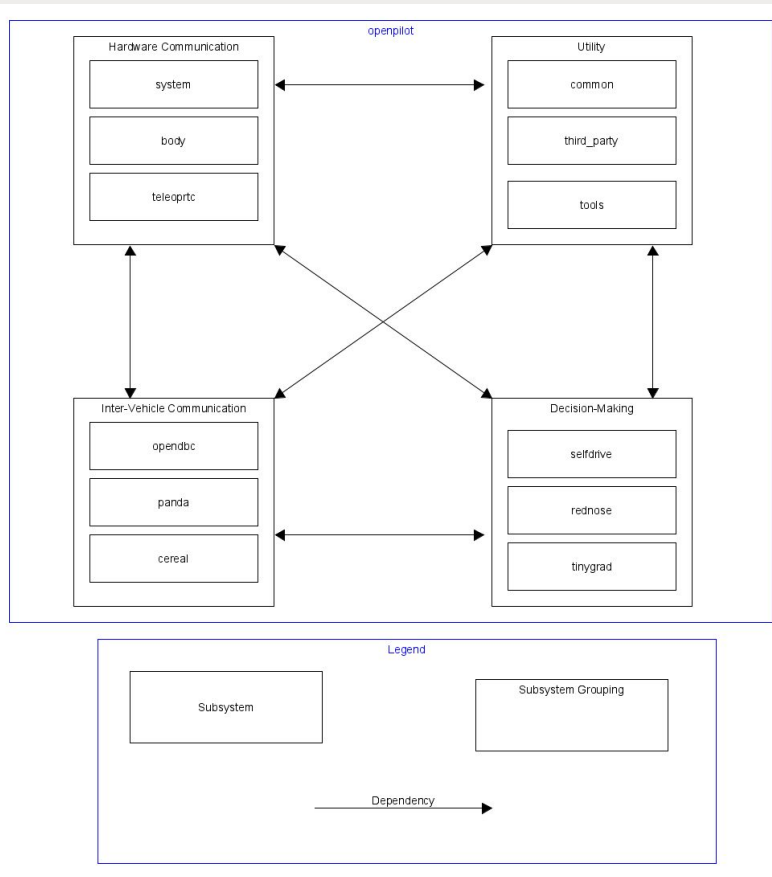 openpilot
Hardware Communication
system
body
teleoprtc
Utility
common
third_party
tools
Inter-Vehicle Communication
opendbc
panda
cereal
Decision-Making
selfdrive
rednose
tinygrad
Legend
Subsystem
Subsystem Grouping
Dependency